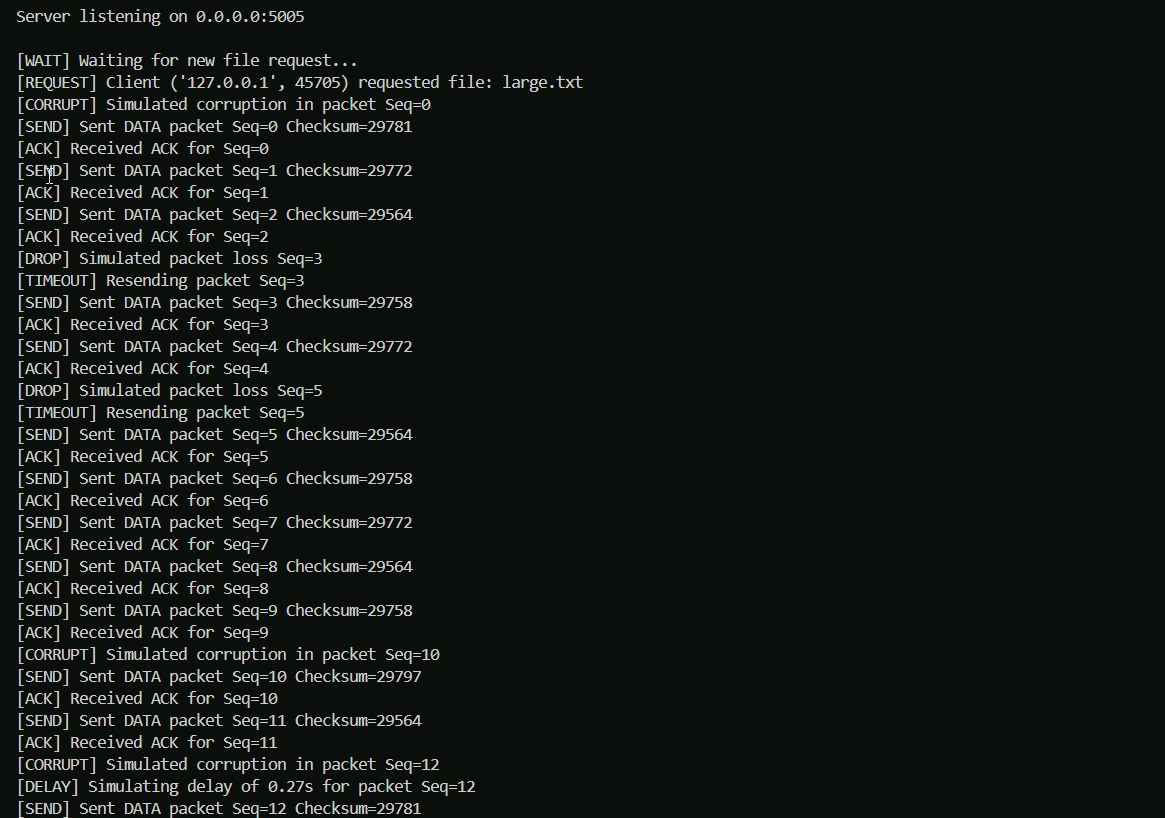 Server listening on 0.0.0.0:5005
[WAIT] Waiting for new file request...
[REQUEST] Client ('127.0.0.1', 45705) requested file: large.txt
[CORRUPT] Simulated corruption in packet Seq=0
[SEND] Sent DATA packet Seq=0 Checksum=29781
[ACK] Received ACK for Seq=0
[SEND] Sent DATA packet Seq=1 Checksum=29772
[ACK] Received ACK for Seq=1
[SEND] Sent DATA packet Seq=2 Checksum=29564
[ACK] Received ACK for Seq=2
[DROP] Simulated packet loss Seq=3
[TIMEOUT] Resending packet Seq=3
[SEND] Sent DATA packet Seq=3 Checksum=29758
[ACK] Received ACK for Seq=3
[SEND] Sent DATA packet Seq=4 Checksum=29772
[ACK] Received ACK for Seq=4
[DROP] Simulated packet loss Seq=5
[TIMEOUT] Resending packet Seq=5
[SEND] Sent DATA packet Seq=5 Checksum=29564
[ACK] Received ACK for Seq=5
[SEND] Sent DATA packet Seq=6 Checksum=29758
[ACK] Received ACK for Seq=6
[SEND] Sent DATA packet Seq=7 Checksum=29772
[ACK] Received ACK for Seq=7
[SEND] Sent DATA packet Seq=8 Checksum=29564
[ACK] Received ACK for Seq=8
[SEND] Sent DATA packet Seq=9 Checksum=29758
[ACK] Received ACK for Seq=9
[CORRUPT] Simulated corruption in packet Seq=10
[SEND] Sent DATA packet Seq=10 Checksum=29797
[ACK] Received ACK for Seq=10
[SEND] Sent DATA packet Seq=11 Checksum=29564
[ACK] Received ACK for Seq=11
[CORRUPT] Simulated corruption in packet Seq=12
[DELAY] Simulating delay of 0.27s for packet Seq=12
[SEND] Sent DATA packet Seq=12 Checksum=29781